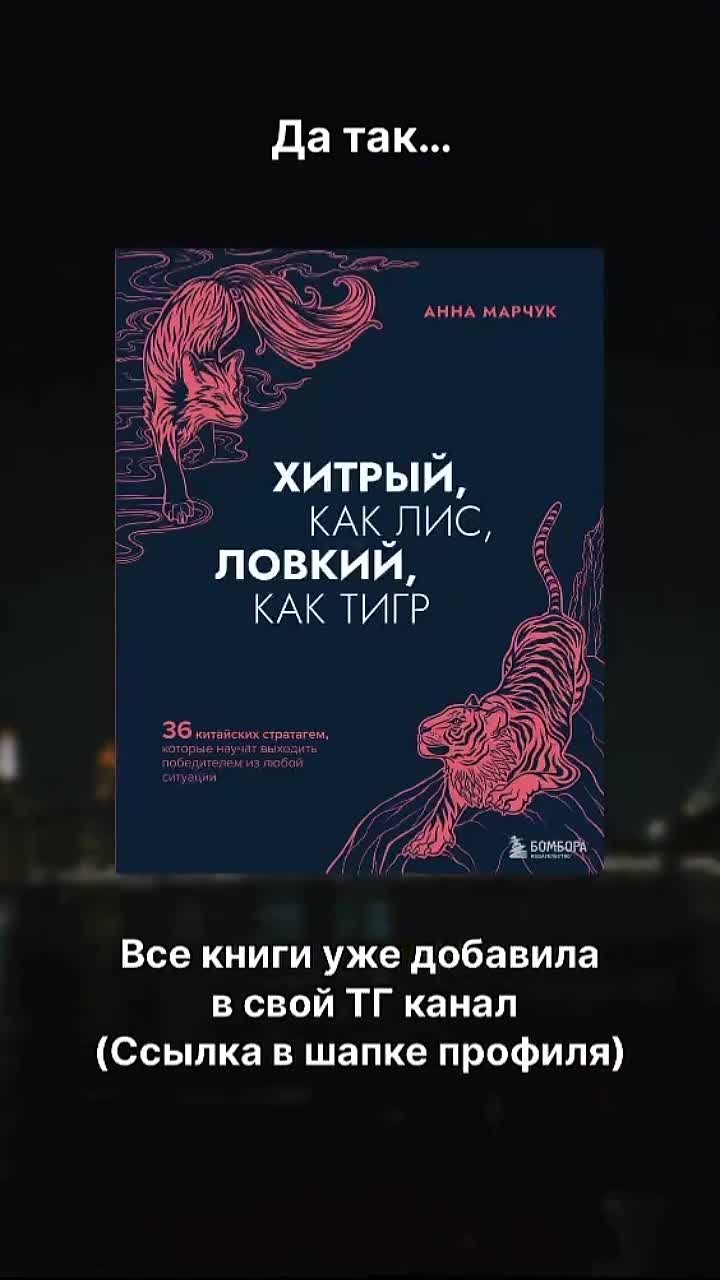 Да так...
АННА МАРЧУК
ХИТРЫЙ,
КАК ЛИС,
ЛОВКИЙ,
КАК ТИГР
36 китайских стратагем,
которые научат выходить
победителем из любой
ситуации
БОМБОРА
ИЗДАТЕЛЬСТВО
Все книги уже добавила
в свой ТГ канал
(Ссылка в шапке профиля)